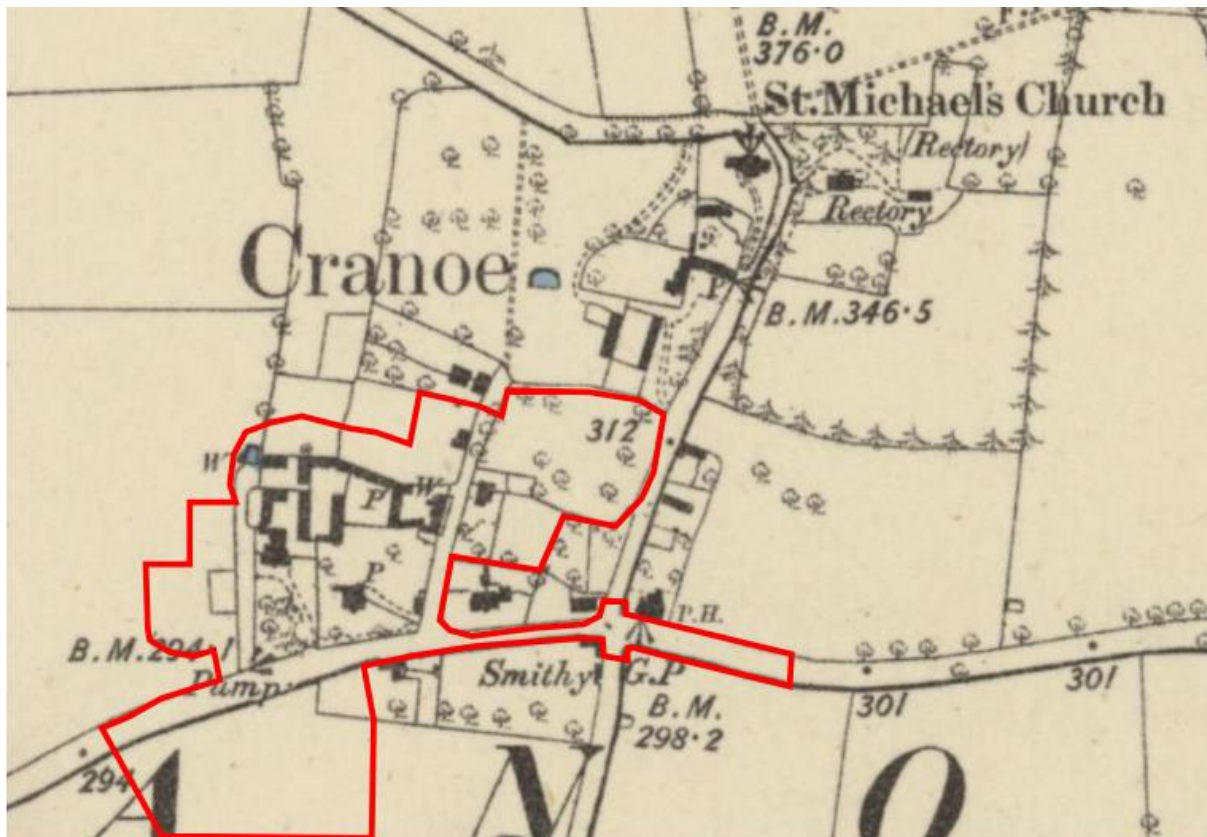 B.M.
376·0
F.P.
St. Michael's Church
(Rectory)
Rectory
Cranoe
P
B.M.346·5
312
W
P
W
P
P.H.
B.M.294·1
Pump
Smithy
G.P
B.M.
298·2
301
301
294
A
N
O